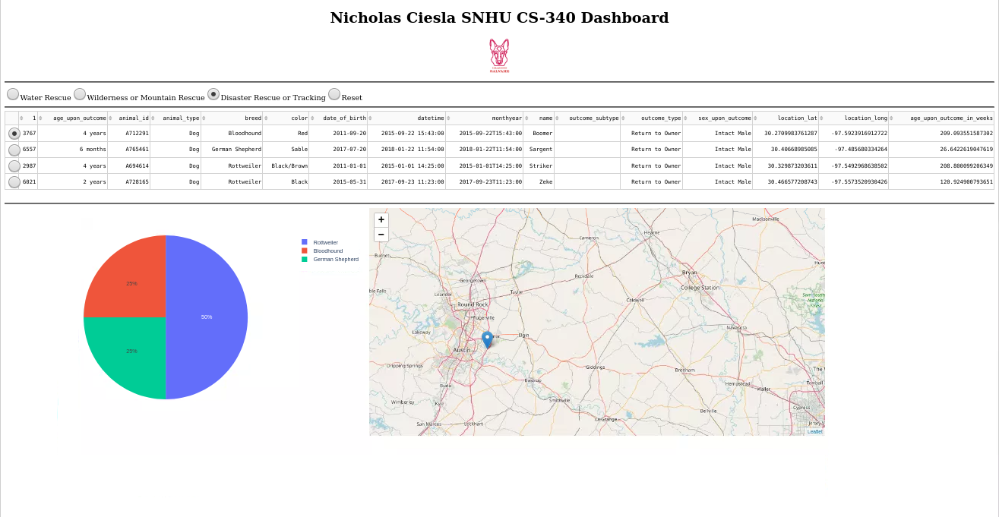 Nicholas Ciesla SNHU CS-340 Dashboard
SALVARE
Water Rescue Wilderness or Mountain Rescue Disaster Rescue or Tracking Reset
1 age_upon_outcome animal_id animal_type breed color date_of_birth datetime monthyear name outcome_subtype outcome_type sex_upon_outcome location_lat location_long age_upon_outcome_in_weeks
3767 4 years A712291 Dog Bloodhound Red 2011-09-20 2015-09-22 15:43:00 2015-09-22T15:43:00 Boomer Return to Owner Intact Male 30.2709983761287 -97.5923916912722 209.093551587302
6557 6 months A765461 Dog German Shepherd Sable 2017-07-20 2018-01-22 11:54:00 2018-01-22T11:54:00 Sargent Return to Owner Intact Male 30.40668985085 -97.485680334264 26.6422619047619
2987 4 years A694614 Dog Rottweiler Black/Brown 2011-01-01 2015-01-01 14:25:00 2015-01-01T14:25:00 Striker Return to Owner Intact Male 30.329873203611 -97.5492968638502 208.800099206349
6021 2 years A728165 Dog Rottweiler Black 2015-05-31 2017-09-23 11:23:00 2017-09-23T11:23:00 Zeke Return to Owner Intact Male 30.466577208743 -97.5573520930426 120.924900793651
Rottweiler
Bloodhound
German Shepherd
25%
50%
25%
+
−
Madisonville
Hearne
Cameron
Burnet
Hunt
Bryan
Rockdale
Georgetown
College Station
ble Falls
Leander
Taylor
Sam Houston
National
Forest
Caldwell
Round Rock
Pflugerville
Navasota
Lakeway
nor
Elgin
Austin
Dripping Springs
Giddings
Brenham
The W
Bastrop
Hempstead
Tomball
Buda
Waller
Smithville
Wimberley
Kyle
Cypress
Bellville
La Grange
San Marcos
Lockhart
Jersey
Leaflet